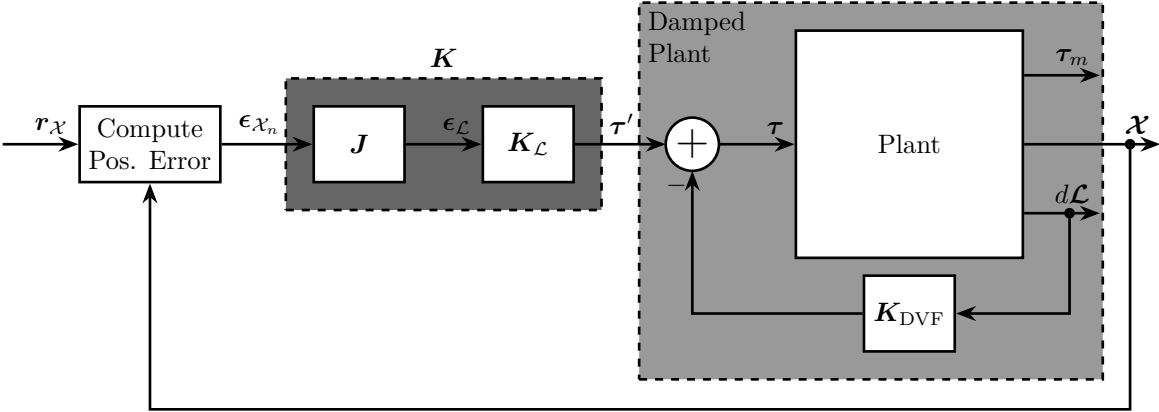 Damped
Plant
K
τ_m
r_𝒳
Compute
Pos. Error
ϵ_𝒳ₙ
J
ϵ_ℒ
K_ℒ
τ′
+
−
τ
Plant
𝒳
dℒ
K_DVF